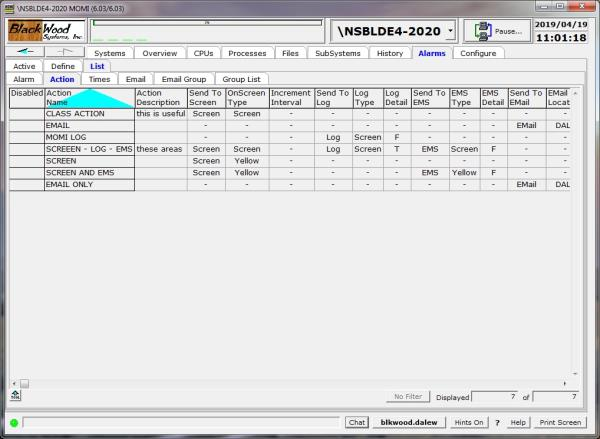 \NSBLDE4-2020 MOMI (6.03/6.03)
BlackWood Systems, Inc. \NSBLDE4-2020 Pause... 2019/04/19
11:01:18
Systems Overview CPUs Processes Files SubSystems History Alarms Configure
Active Define List
Alarm Action Times Email Email Group Group List
Disabled Action Name Action Description Send To Screen OnScreen Type Increment Interval Send To Log Log Type Log Detail Send To EMS EMS Type EMS Detail Send To EMail EMail Locat
CLASS ACTION this is useful Screen Screen - - - - - - - - -
EMAIL - - - - - - - - - EMail DAL
MOMI LOG - - - Log Screen F - - - - -
SCREEEN - LOG - EMS these areas Screen Screen - Log Screen T EMS Screen F - -
SCREEN Screen Yellow - - - - - - - - -
SCREEN AND EMS Screen Yellow - - - - EMS Yellow F - -
EMAIL ONLY - - - - - - - - - EMail DAL
No Filter Displayed 7 of 7
Chat blkwood.dalew Hints On ? Help Print Screen